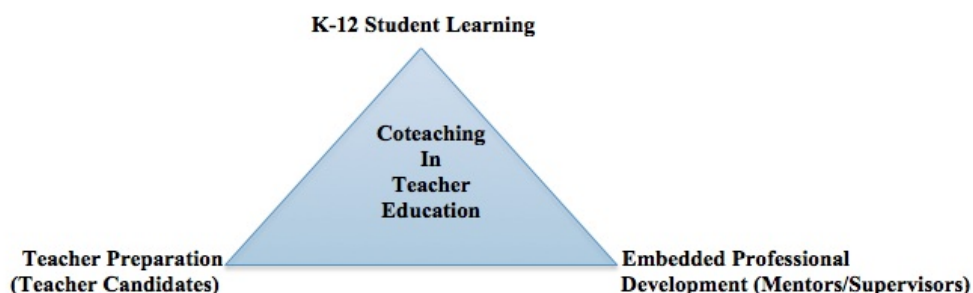 K-12 Student Learning
Coteaching
In
Teacher
Education
Teacher Preparation
(Teacher Candidates)
Embedded Professional
Development (Mentors/Supervisors)